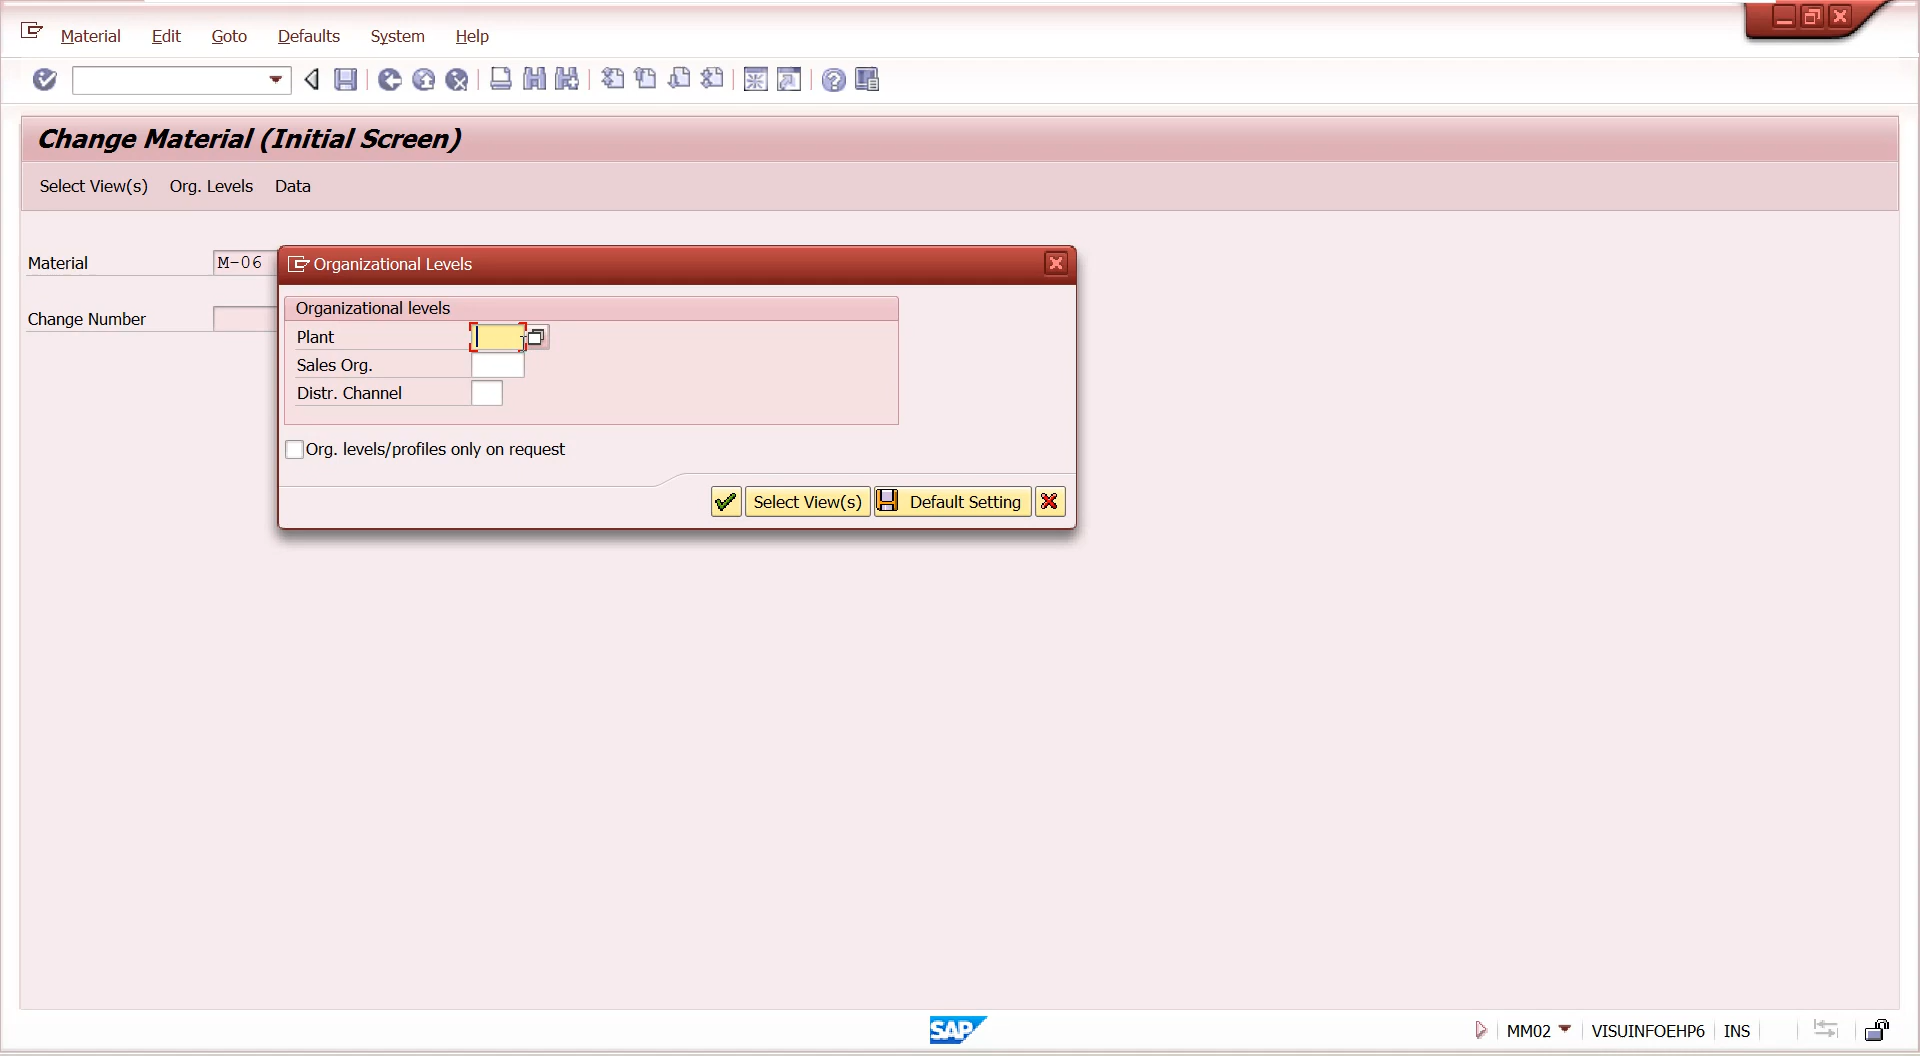 Material Edit Goto Defaults System Help
Change Material (Initial Screen)
Select View(s) Org. Levels Data
Material M-06
Change Number
Organizational Levels
Organizational levels
Plant
Sales Org.
Distr. Channel
Org. levels/profiles only on request
Select View(s) Default Setting
SAP MM02 VISUINFOEHP6 INS